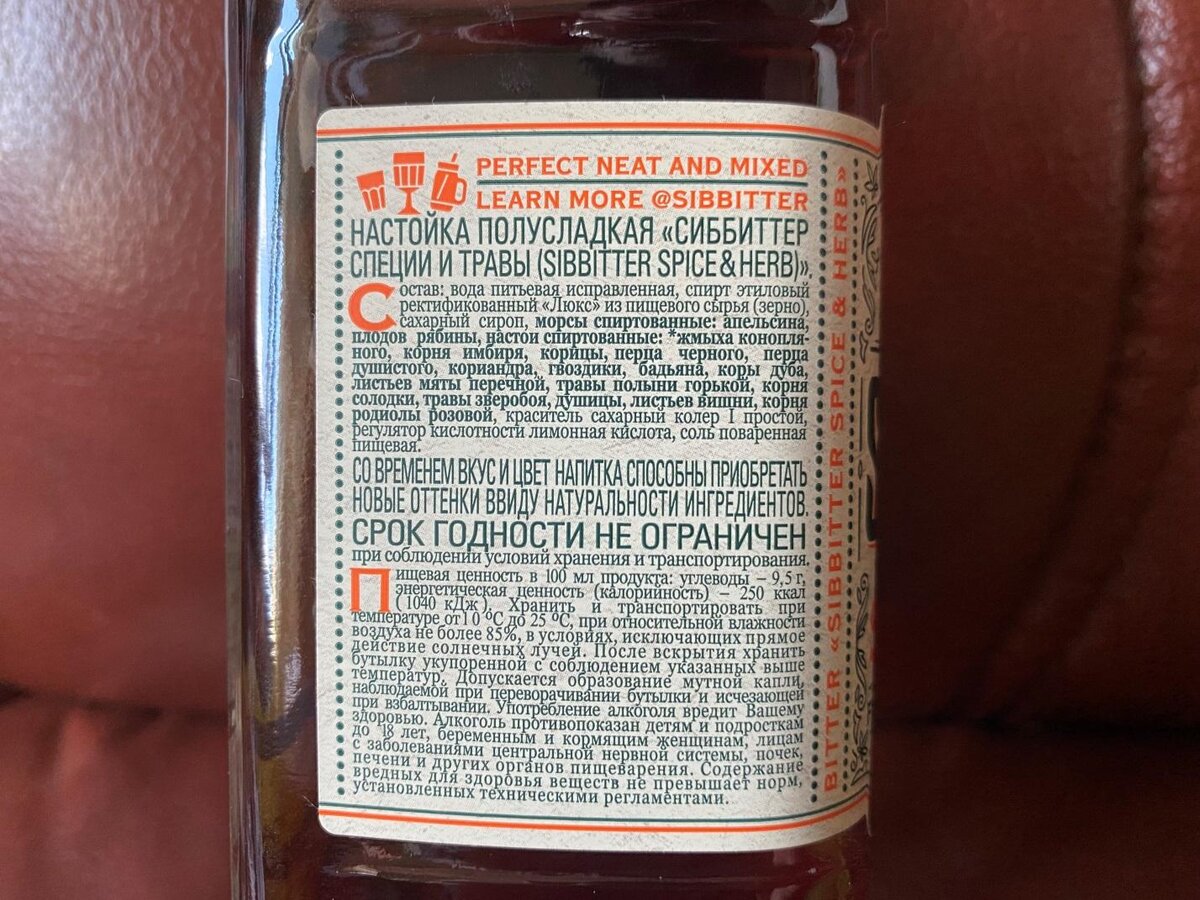 PERFECT NEAT AND MIXED
LEARN MORE @SIBBITTER
НАСТОЙКА ПОЛУСЛАДКАЯ «СИББИТТЕР
СПЕЦИИ И ТРАВЫ (SIBBITTER SPICE & HERB)».
Состав: вода питьевая исправленная, спирт этиловый
ректификованный «Люкс» из пищевого сырья (зерно),
сахарный сироп, морсы спиртованные: апельсина,
плодов рябины, настои спиртованные: *жмыха конопля-
ного, корня имбиря, корицы, перца черного, перца
душистого, кориандра, гвоздики, бадьяна, коры дуба,
листьев мяты перечной, травы полыни горькой, корня
солодки, травы зверобоя, душицы, листьев вишни, корня
родиолы розовой, краситель сахарный колер I простой,
регулятор кислотности лимонная кислота, соль поваренная
пищевая.
СО ВРЕМЕНЕМ ВКУС И ЦВЕТ НАПИТКА СПОСОБНЫ ПРИОБРЕТАТЬ
НОВЫЕ ОТТЕНКИ ВВИДУ НАТУРАЛЬНОСТИ ИНГРЕДИЕНТОВ.
СРОК ГОДНОСТИ НЕ ОГРАНИЧЕН
при соблюдении условий хранения и транспортирования.
Пищевая ценность в 100 мл продукта: углеводы – 9,5 г,
энергетическая ценность (калорийность) – 250 ккал
(1040 кДж). Хранить и транспортировать при
температуре от 10 °С до 25 °С, при относительной влажности
воздуха не более 85%, в условиях, исключающих прямое
действие солнечных лучей. После вскрытия хранить
бутылку укупоренной с соблюдением указанных выше
температур. Допускается образование мутной капли,
наблюдаемой при переворачивании бутылки и исчезающей
при взбалтывании. Употребление алкоголя вредит Вашему
здоровью. Алкоголь противопоказан детям и подросткам
до 18 лет, беременным и кормящим женщинам, лицам
с заболеваниями центральной нервной системы, почек,
печени и других органов пищеварения. Содержание
вредных для здоровья веществ не превышает норм,
установленных техническими регламентами.
BITTER «SIBBITTER SPICE & HERB»